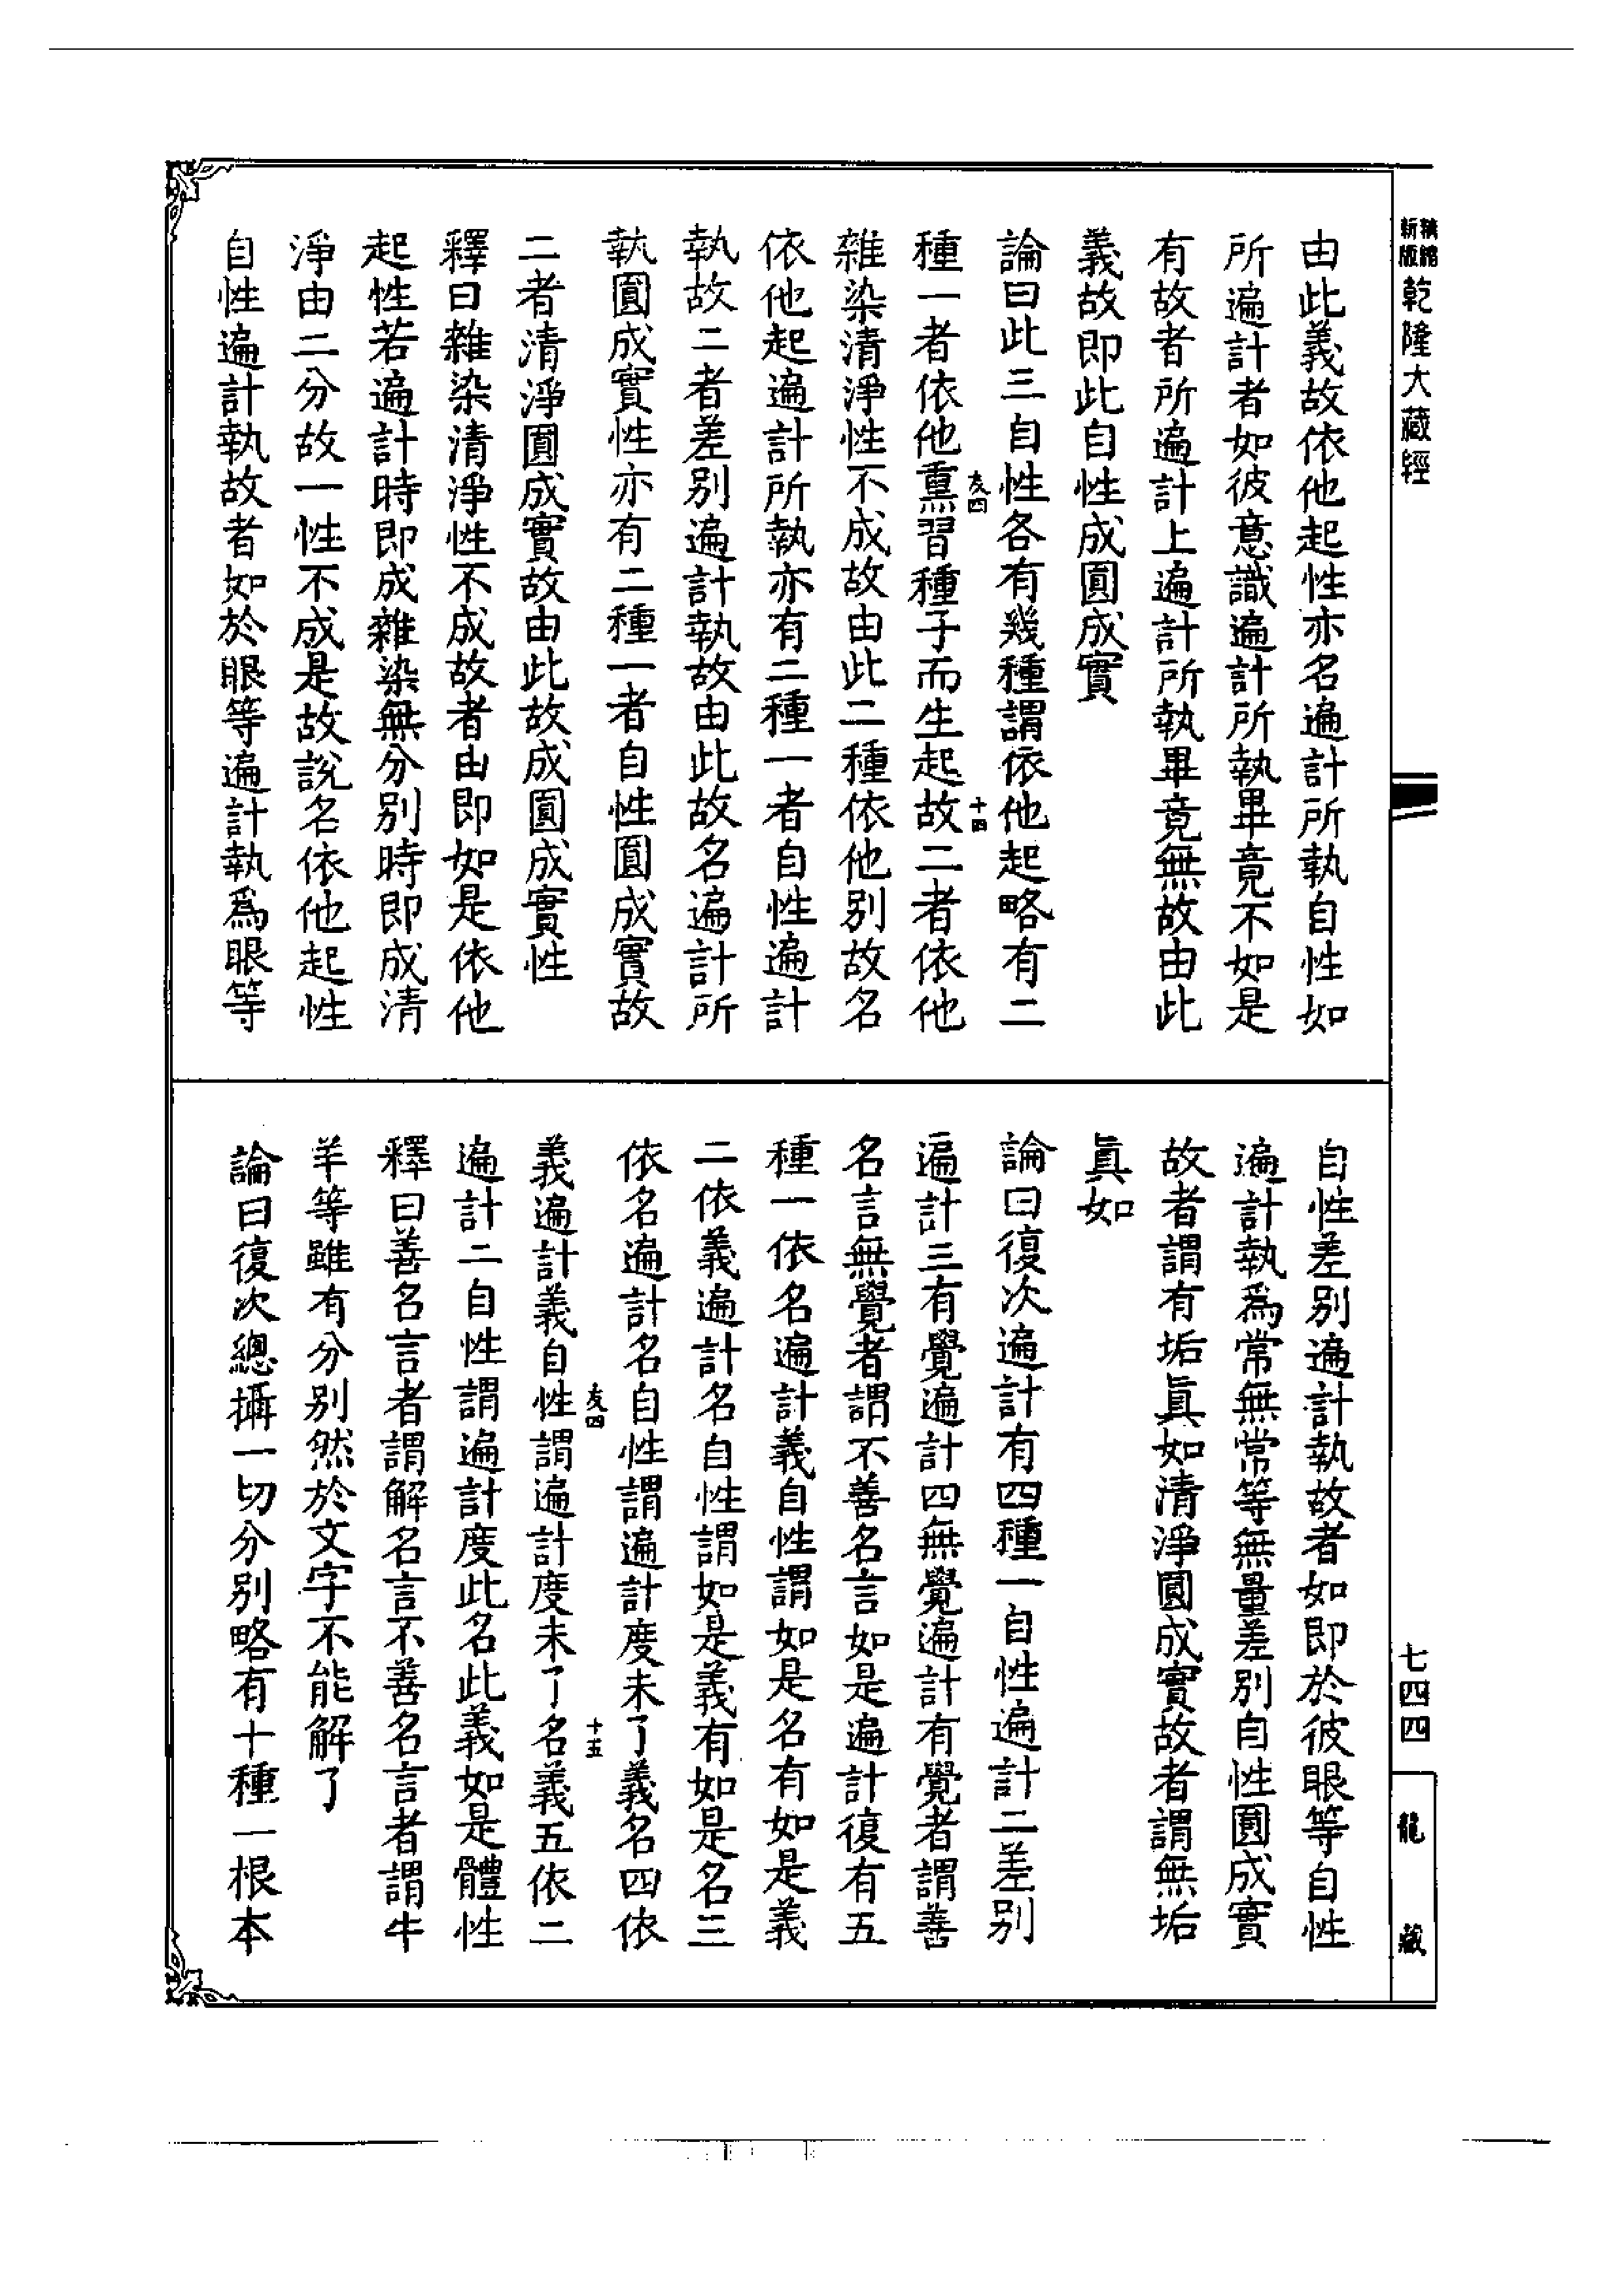 新版
精縮
乾隆大藏經
由此義故依他起性亦名遍計所執自性如
所遍計者如彼意識遍計所執畢竟不如是
有故者所遍計上遍計所執畢竟無故由此
義故即此自性成圓成實
論曰此三自性各有幾種謂依他起略有二
種一者依他熏習種子而生起故二者依他
友四
十四
雜染清淨性不成故由此二種依他別故名
依他起遍計所執亦有二種一者自性遍計
執故二者差別遍計執故由此故名遍計所
執圓成實性亦有二種一者自性圓成實故
二者清淨圓成實故由此故成圓成實性
釋曰雜染清淨性不成故者由即如是依他
起性若遍計時即成雜染無分別時即成清
淨由二分故一性不成是故說名依他起性
自性遍計執故者如於眼等遍計執為眼等
自性差別遍計執故者如即於彼眼等自性
遍計執為常無常等無量差別自性圓成實
故者謂有垢真如清淨圓成實故者謂無垢
真如
論曰復次遍計有四種一自性遍計二差別
遍計三有覺遍計四無覺遍計有覺者謂善
名言無覺者謂不善名言如是遍計復有五
種一依名遍計義自性謂如是名有如是義
二依義遍計名自性謂如是義有如是名三
依名遍計名自性謂遍計度未了義名四依
義遍計義自性謂遍計度未了名義五依二
友四
十五
遍計二自性謂遍計度此名此義如是體性
釋曰善名言者謂解名言不善名言者謂牛
羊等雖有分別然於文字不能解了
論曰復次總攝一切分別略有十種一根本
七四四
龍藏